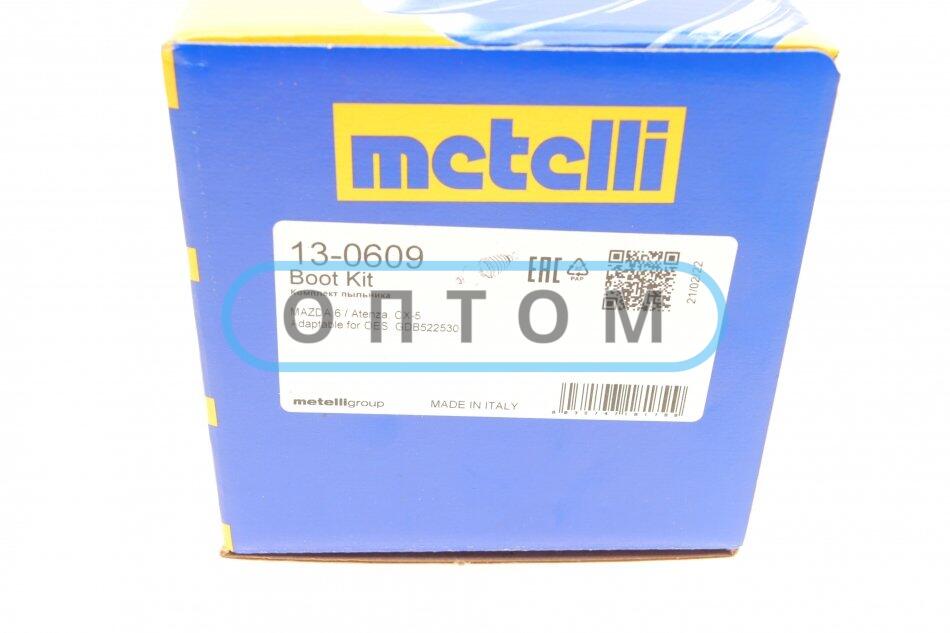 metelli
13-0609
Boot Kit
Комплект пыльника
MAZDA 6 / Atenza CX-5
Adaptable for OES GDB522530
EAC
PAP
21/02/22
ОПТОМ
metelligroup
MADE IN ITALY